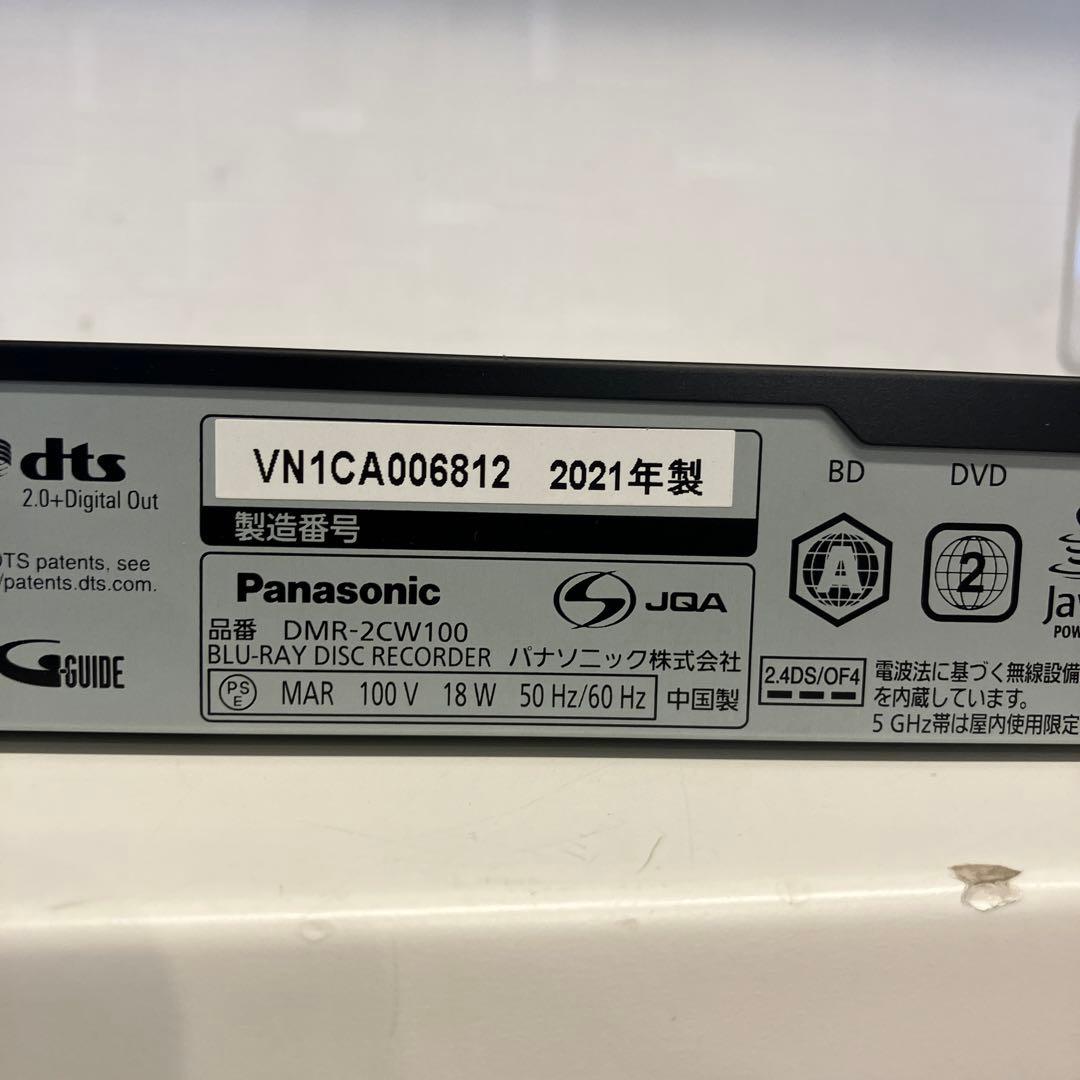 dts
2.0+Digital Out
DTS patents, see
/patents.dts.com.
G-GUIDE
VN1CA006812 2021年製
製造番号
Panasonic
JQA
品番 DMR-2CW100
BLU-RAY DISC RECORDER パナソニック株式会社
PSE MAR 100 V 18 W 50 Hz/60 Hz 中国製
BD DVD
A 2
Jav
POW
2.4DS/OF4
電波法に基づく無線設備
を内蔵しています。
5 GHz帯は屋内使用限定